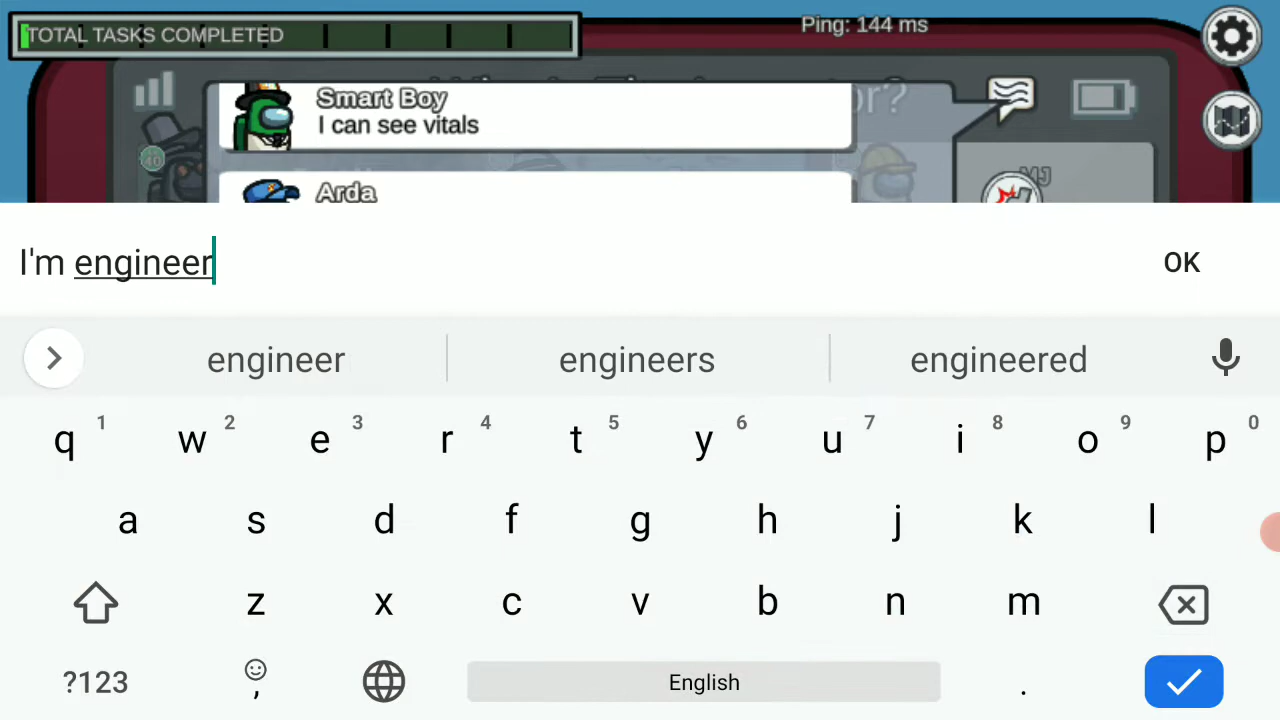 TOTAL TASKS COMPLETED
Ping: 144 ms
Smart Boy
I can see vitals
MJ
Arda
I'm engineer
OK
engineer engineers engineered
q 1 w 2 e 3 r 4 t 5 y 6 u 7 i 8 o 9 p 0
a s d f g h j k l
z x c v b n m
?123 , English .